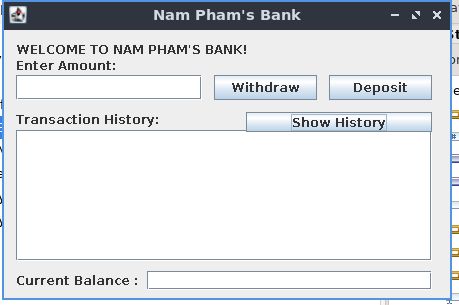 Nam Pham's Bank
WELCOME TO NAM PHAM'S BANK!
Enter Amount:
Withdraw
Deposit
Transaction History:
Show History
Current Balance :